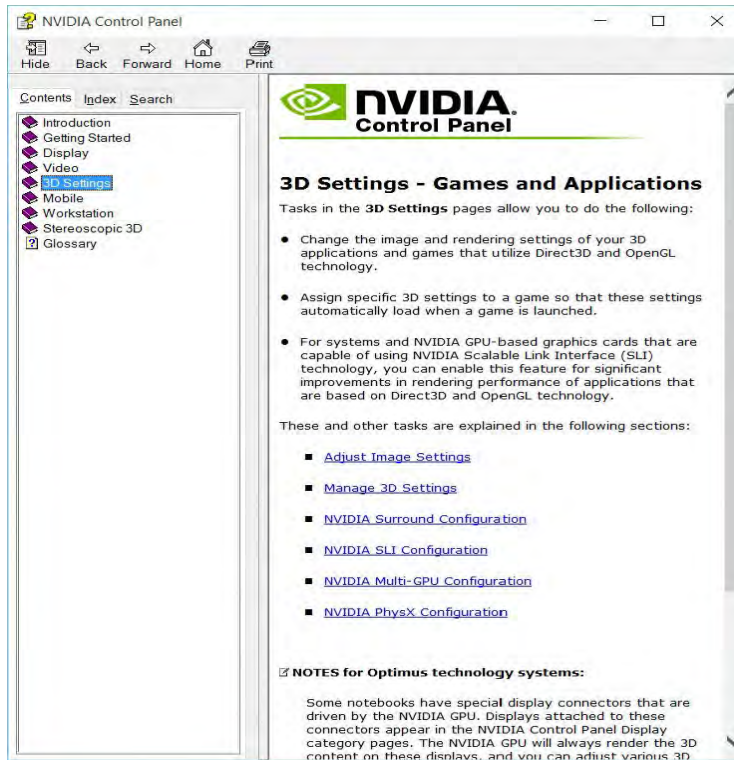 NVIDIA Control Panel
Hide Back Forward Home Print
Contents Index Search
Introduction
Getting Started
Display
Video
3D Settings
Mobile
Workstation
Stereoscopic 3D
Glossary
NVIDIA.
Control Panel
3D Settings - Games and Applications
Tasks in the 3D Settings pages allow you to do the following:
Change the image and rendering settings of your 3D
applications and games that utilize Direct3D and OpenGL
technology.
Assign specific 3D settings to a game so that these settings
automatically load when a game is launched.
For systems and NVIDIA GPU-based graphics cards that are
capable of using NVIDIA Scalable Link Interface (SLI)
technology, you can enable this feature for significant
improvements in rendering performance of applications that
are based on Direct3D and OpenGL technology.
These and other tasks are explained in the following sections:
Adjust Image Settings
Manage 3D Settings
NVIDIA Surround Configuration
NVIDIA SLI Configuration
NVIDIA Multi-GPU Configuration
NVIDIA PhysX Configuration
NOTES for Optimus technology systems:
Some notebooks have special display connectors that are
driven by the NVIDIA GPU. Displays attached to these
connectors appear in the NVIDIA Control Panel Display
category pages. The NVIDIA GPU will always render the 3D
content on these displays, and you can adjust various 3D